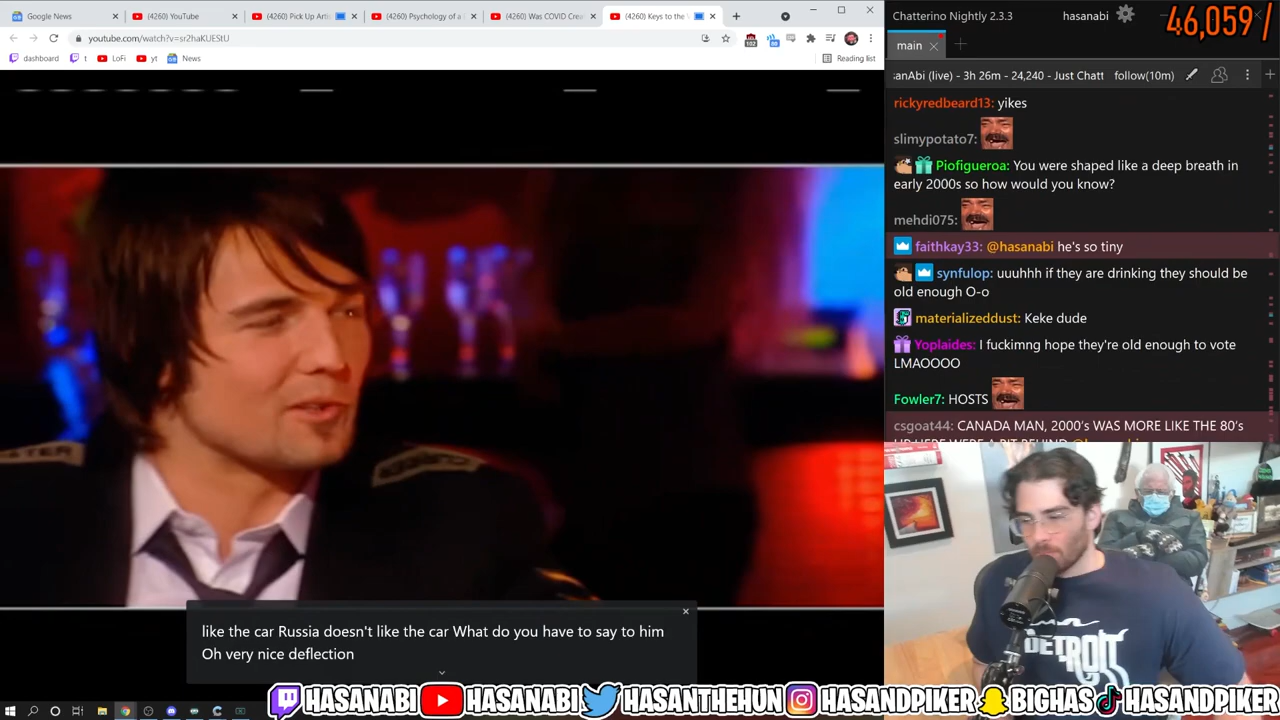 Google News
(4260) YouTube
(4260) Pick Up Arti
(4260) Psychology of a
(4260) Was COVID Crea
(4260) Keys to the
youtube.com/watch?v=sr2haKUEStU
102
88
dashboard
t
LoFi
yt
News
Reading list
like the car Russia doesn't like the car What do you have to say to him
Oh very nice deflection
Chatterino Nightly 2.3.3
hasanabi
46,059 /
main
anAbi (live) - 3h 26m - 24,240 - Just Chatt
follow(10m)
rickyredbeard13: yikes
slimypotato7:
Piofigueroa: You were shaped like a deep breath in
early 2000s so how would you know?
mehdi075:
faithkay33: @hasanabi he's so tiny
synfulop: uuuhhh if they are drinking they should be
old enough O-o
materializeddust: Keke dude
Yoplaides: I fuckimng hope they're old enough to vote
LMAOOOO
Fowler7: HOSTS
csgoat44: CANADA MAN, 2000's WAS MORE LIKE THE 80's
DETROIT
HASANABI
HASANABI
HASANTHEHUN
HASANDPIKER
BIGHAS
HASANDPIKER